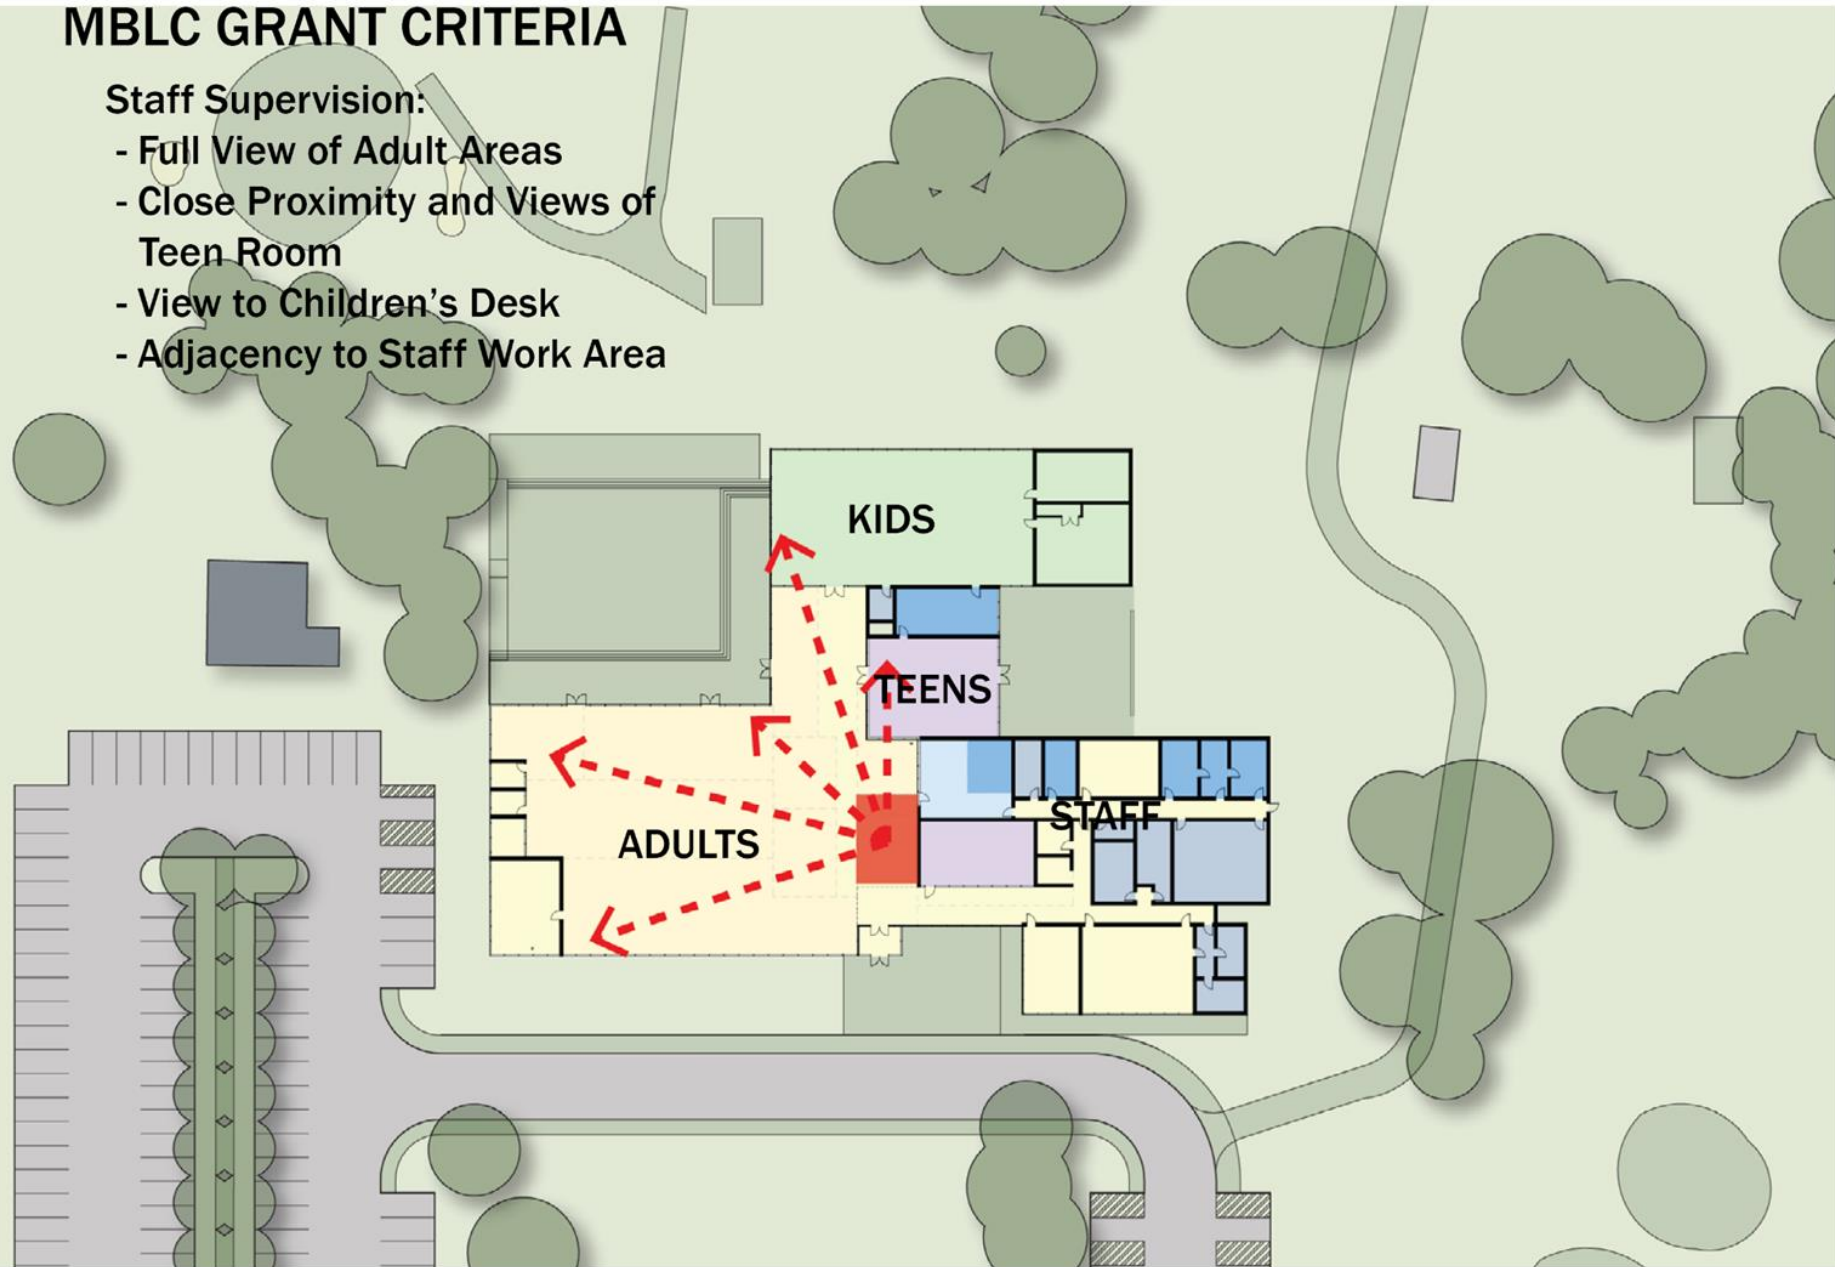 MBLC GRANT CRITERIA
Staff Supervision:
- Full View of Adult Areas
- Close Proximity and Views of
Teen Room
- View to Children’s Desk
- Adjacency to Staff Work Area
KIDS
TEENS
STAFF
ADULTS